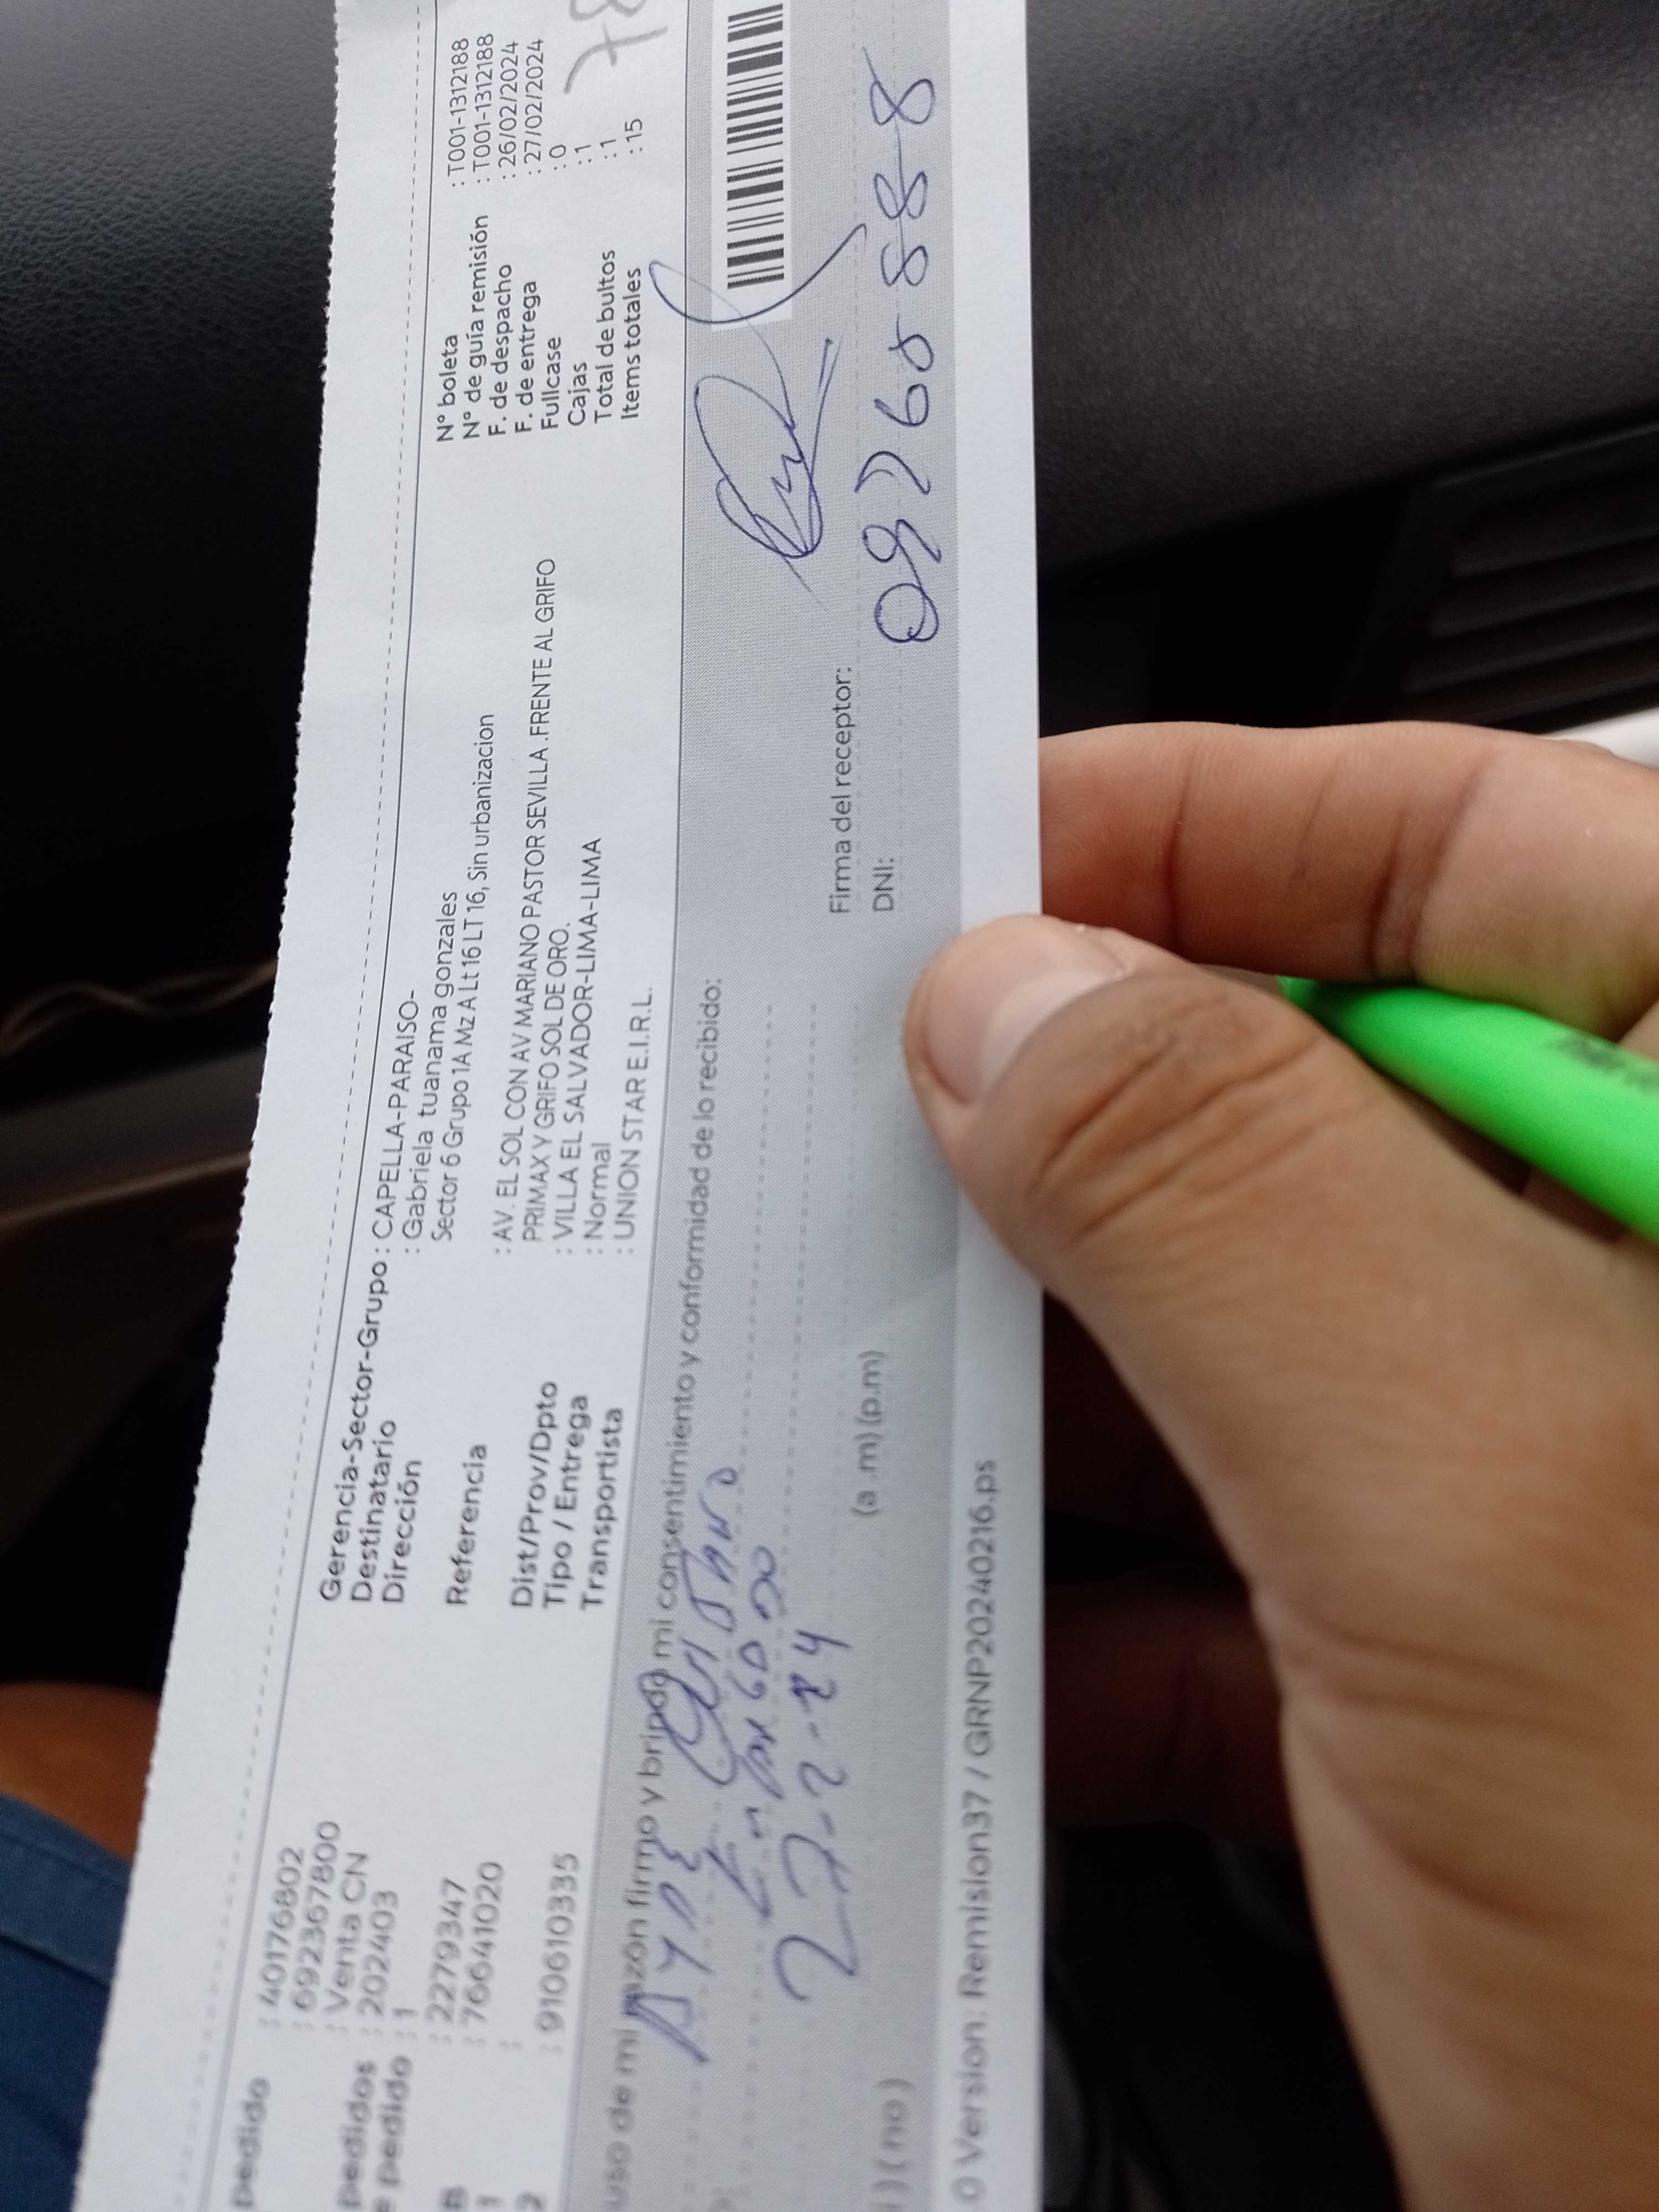 pedido : 40176802
: 692367800
: Venta CN
pedidos : 202403
e pedido : 1
: 2279347
1 : 76641020
:
2 : 910610335
Gerencia-Sector-Grupo : CAPELLA-PARAISO-
Destinatario : Gabriela tuanama gonzales
Dirección Sector 6 Grupo 1A Mz A Lt 16 LT 16, Sin urbanizacion
Referencia : AV. EL SOL CON AV MARIANO PASTOR SEVILLA .FRENTE AL GRIFO
PRIMAX Y GRIFO SOL DE ORO.
Dist/Prov/Dpto : VILLA EL SALVADOR-LIMA-LIMA
Tipo / Entrega : Normal
Transportista : UNION STAR E.I.R.L.
N° boleta : T001-1312188
N° de guía remisión : T001-1312188
F. de despacho : 26/02/2024
F. de entrega : 27/02/2024
Fullcase : 0
Cajas : 1
Total de bultos : 1
Items totales : 15
uso de mi razón firmo y brindo mi consentimiento y conformidad de lo recibido:
27-2-24
Firma del receptor:
DNI: 09760888
) ( no )
(a .m) (p.m)
.0 Version: Remision37 / GRNP20240216.ps